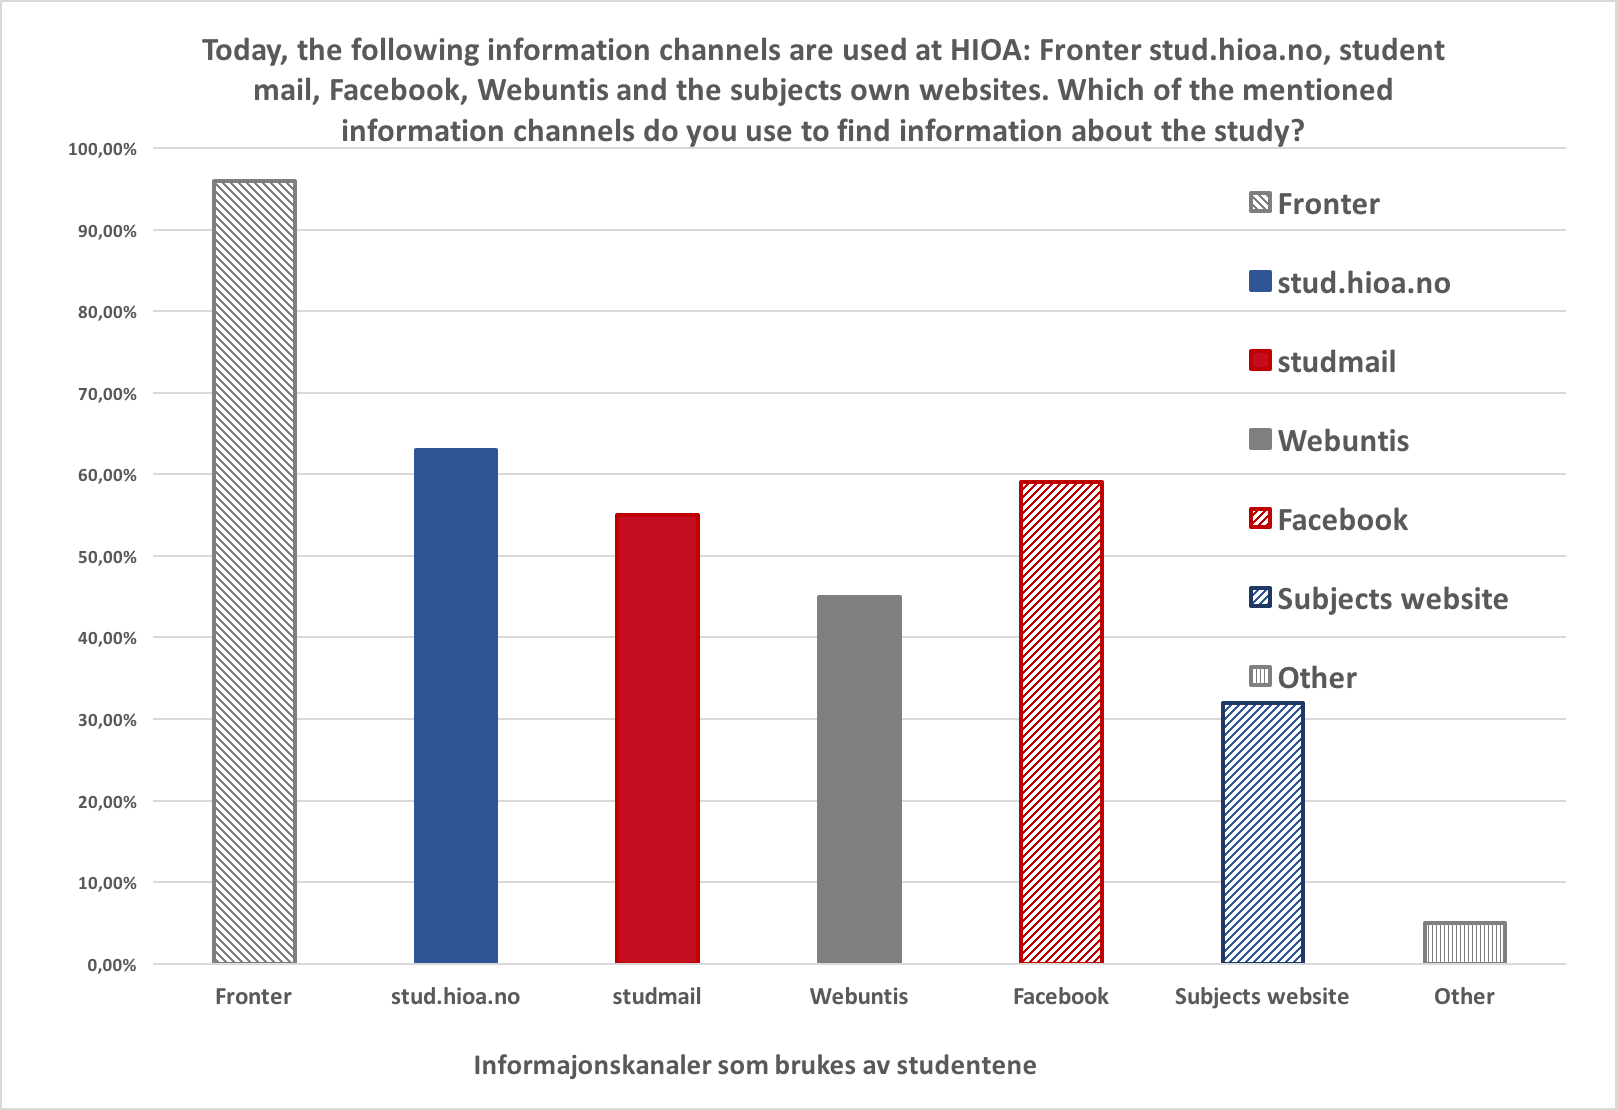 Today, the following information channels are used at HIOA: Fronter stud.hioa.no, student
mail, Facebook, Webuntis and the subjects own websites. Which of the mentioned
information channels do you use to find information about the study?
100,00%
90,00%
80,00%
70,00%
60,00%
50,00%
40,00%
30,00%
20,00%
10,00%
0,00%
Fronter
stud.hioa.no
studmail
Webuntis
Facebook
Subjects website
Other
Fronter stud.hioa.no studmail Webuntis Facebook Subjects website Other
Informajonskanaler som brukes av studentene